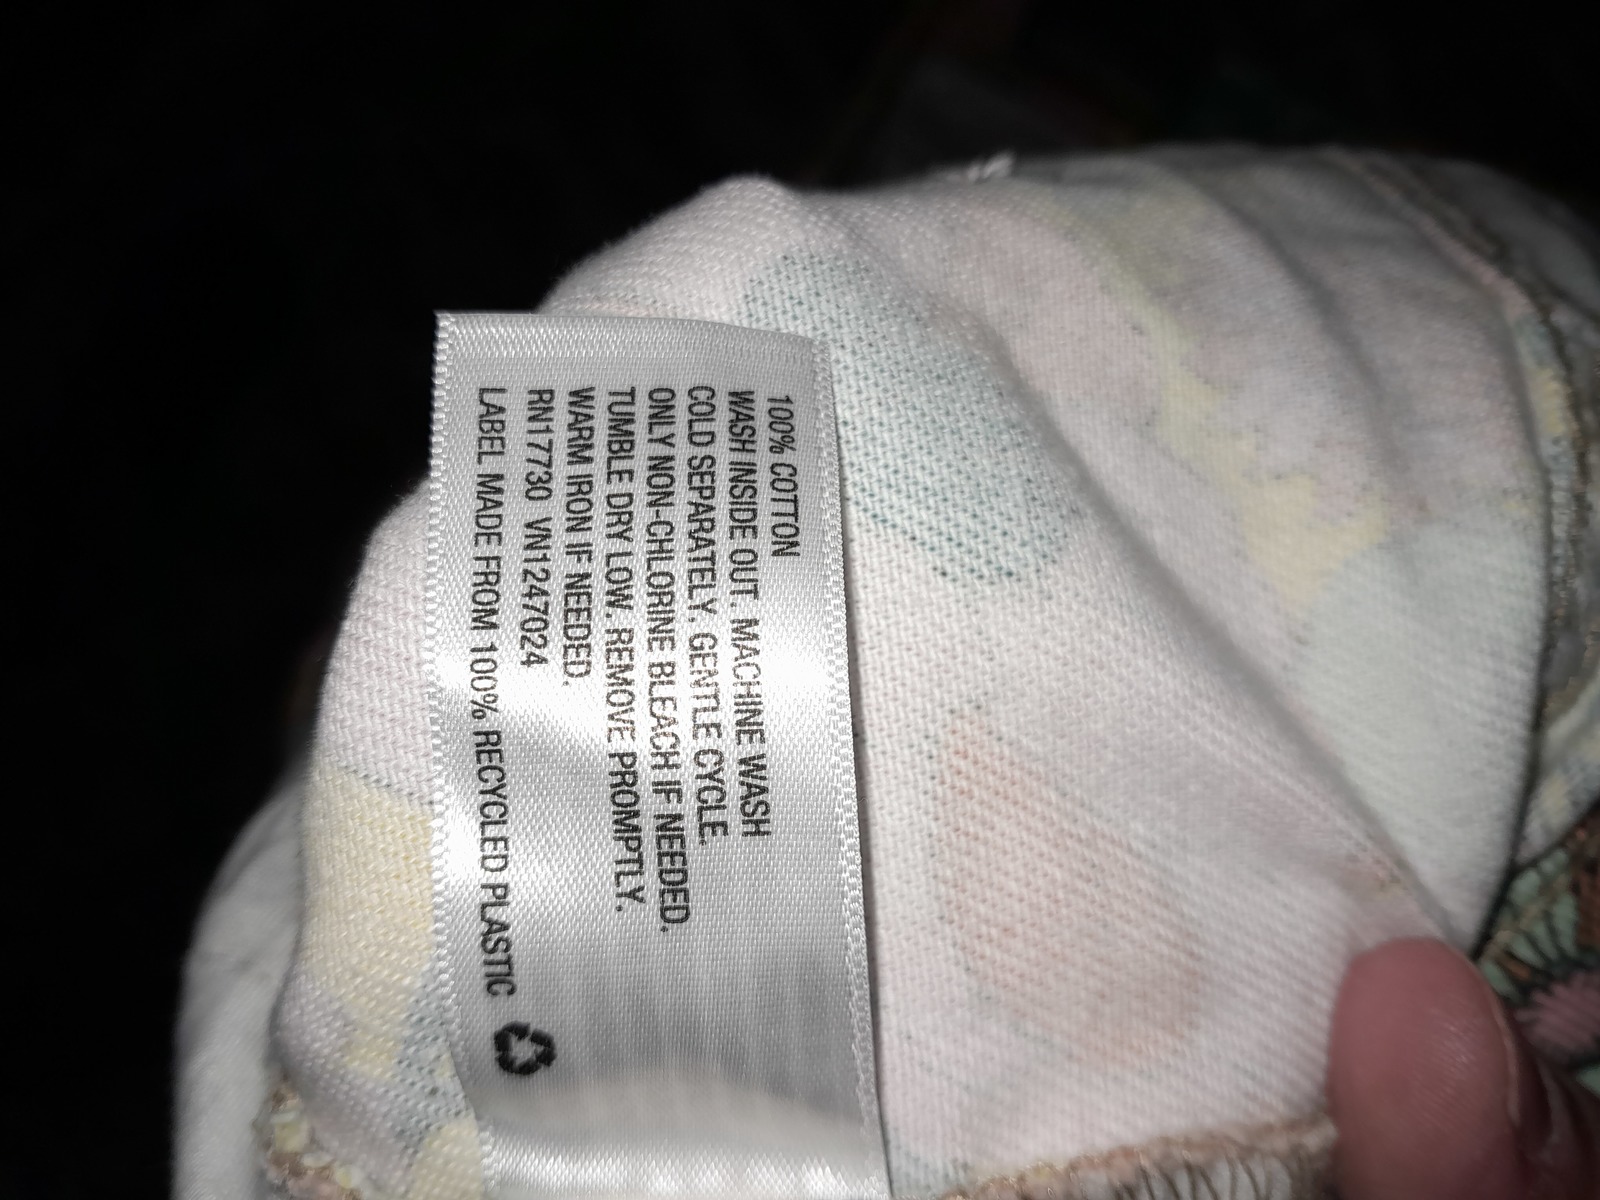 100% COTTON
WASH INSIDE OUT. MACHINE WASH
COLD SEPARATELY, GENTLE CYCLE.
ONLY NON-CHLORINE BLEACH IF NEEDED.
TUMBLE DRY LOW. REMOVE PROMPTLY.
WARM IRON IF NEEDED.
RN17730 VN1247024
LABEL MADE FROM 100% RECYCLED PLASTIC